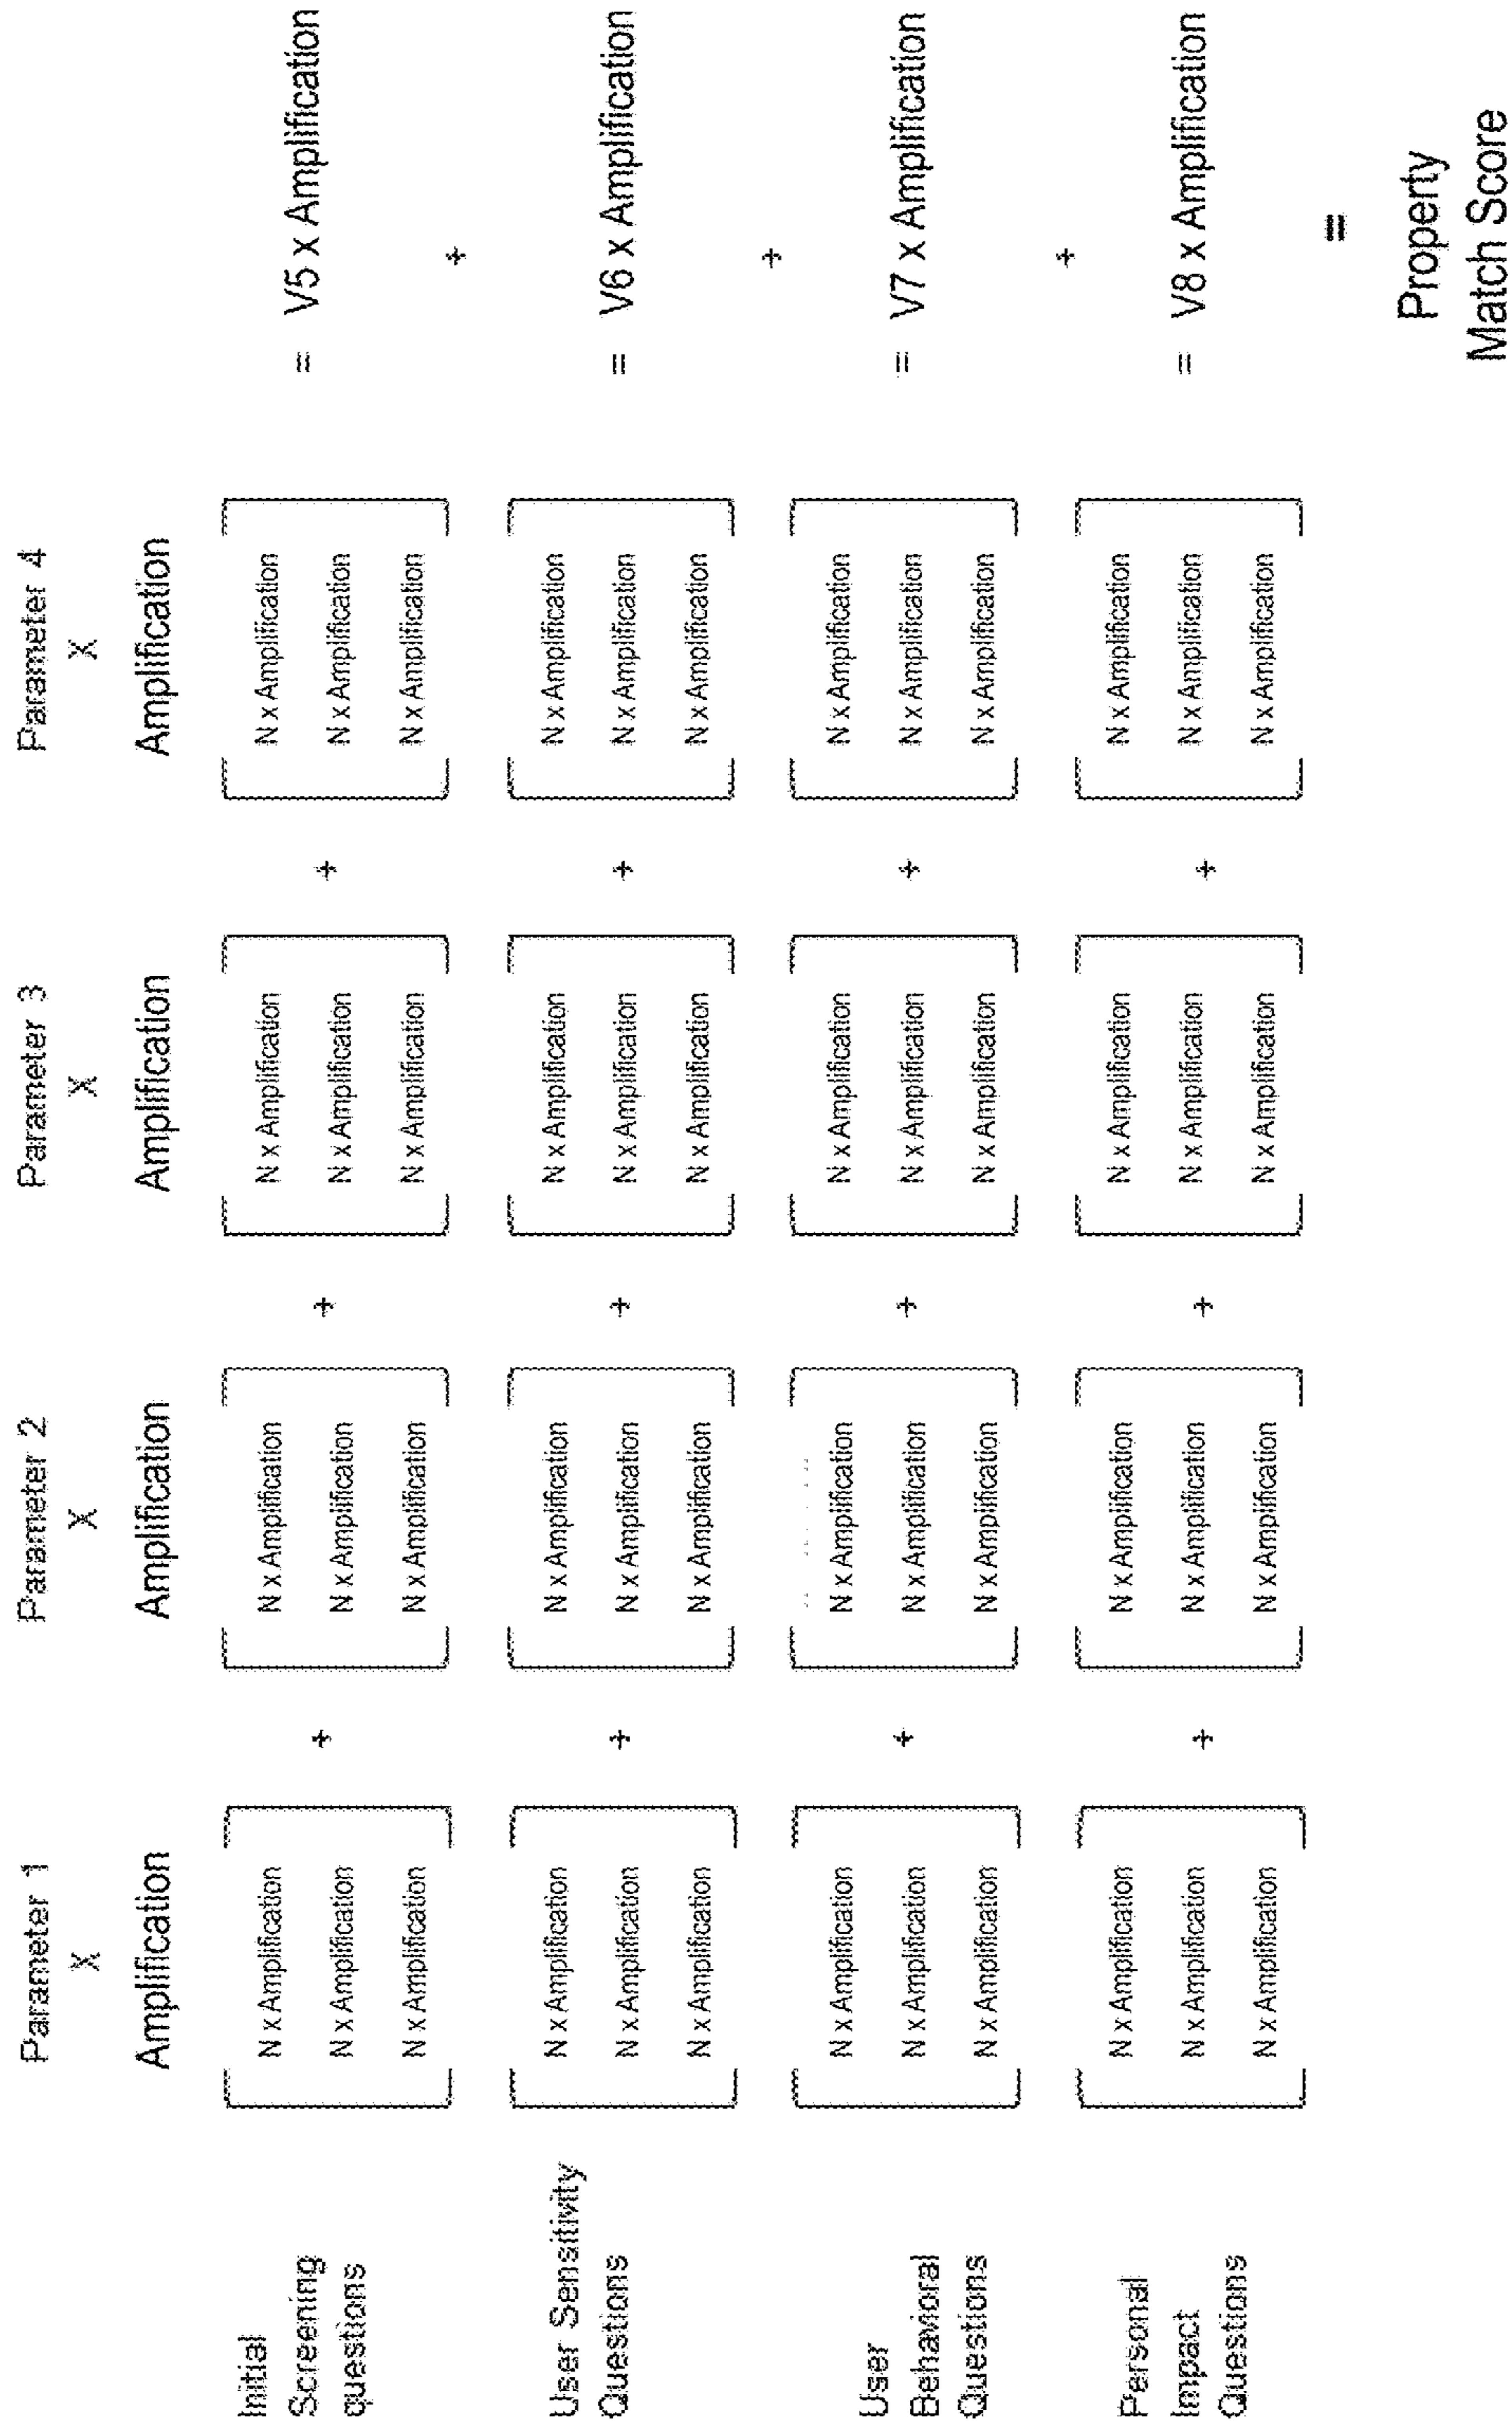 Parameter 1
X
Amplification
Parameter 2
X
Amplification
Parameter 3
X
Amplification
Parameter 4
X
Amplification
Initial
Screening
questions
N x Amplification
N x Amplification
N x Amplification
+
N x Amplification
N x Amplification
N x Amplification
+
N x Amplification
N x Amplification
N x Amplification
+
N x Amplification
N x Amplification
N x Amplification
= V5 x Amplification
+
User Sensitivity
Questions
N x Amplification
N x Amplification
N x Amplification
+
N x Amplification
N x Amplification
N x Amplification
+
N x Amplification
N x Amplification
N x Amplification
+
N x Amplification
N x Amplification
N x Amplification
= V6 x Amplification
+
User
Behavioral
Questions
N x Amplification
N x Amplification
N x Amplification
+
N x Amplification
N x Amplification
N x Amplification
+
N x Amplification
N x Amplification
N x Amplification
+
N x Amplification
N x Amplification
N x Amplification
= V7 x Amplification
+
Personal
Impact
Questions
N x Amplification
N x Amplification
N x Amplification
+
N x Amplification
N x Amplification
N x Amplification
+
N x Amplification
N x Amplification
N x Amplification
+
N x Amplification
N x Amplification
N x Amplification
= V8 x Amplification
=
Property
Match Score